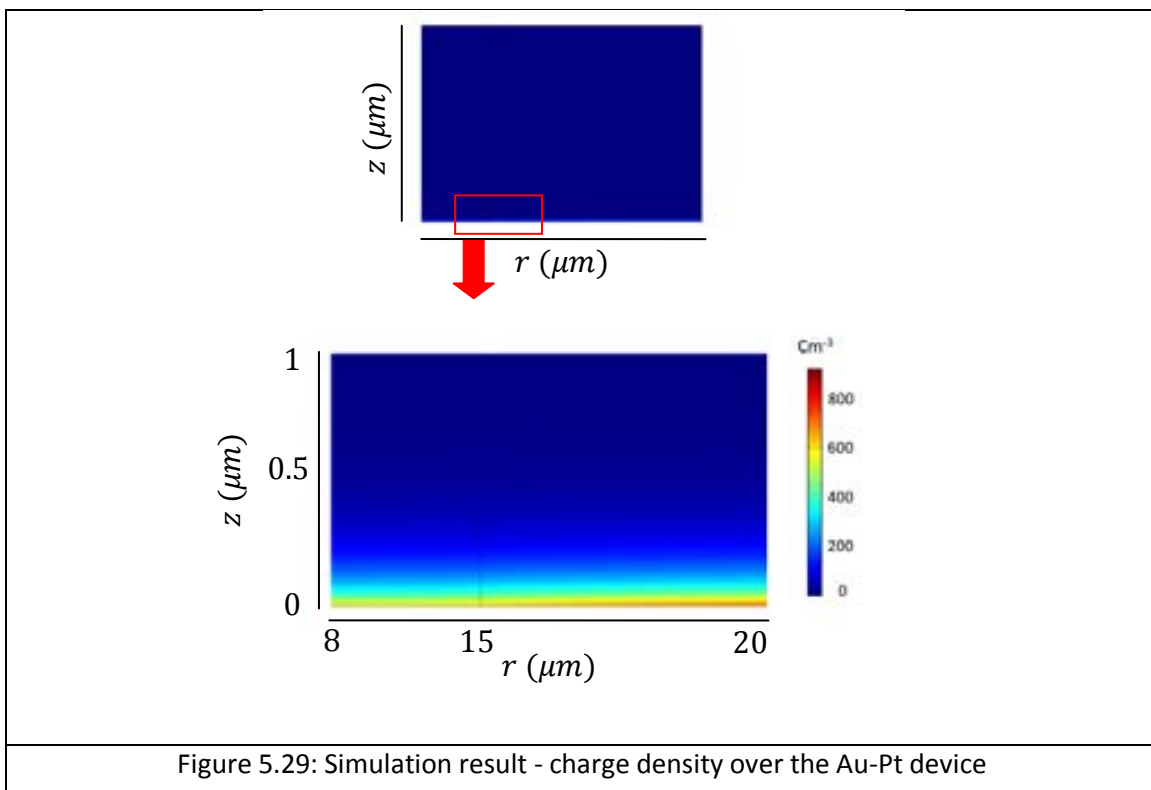 z (μm)
r (μm)
Cm-3
1
0.5
0
z (μm)
800
600
400
200
0
8
15
20
r (μm)
Figure 5.29: Simulation result - charge density over the Au-Pt device